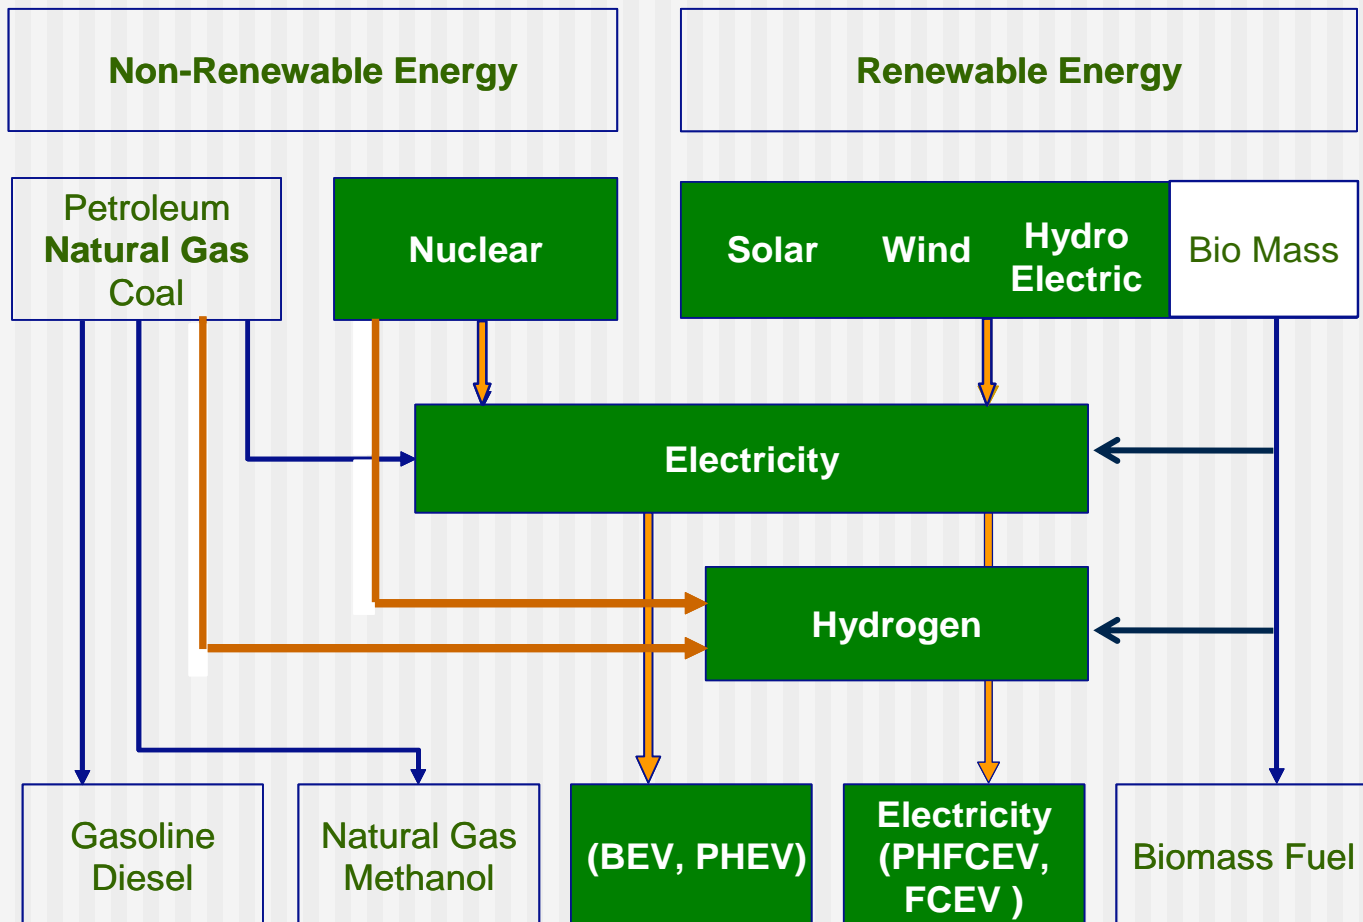 Non-Renewable Energy
Renewable Energy
Petroleum
Natural Gas
Coal
Nuclear
Solar
Wind
Hydro
Electric
Bio Mass
Electricity
Hydrogen
Gasoline
Diesel
Natural Gas
Methanol
(BEV, PHEV)
Electricity
(PHFCEV,
FCEV )
Biomass Fuel